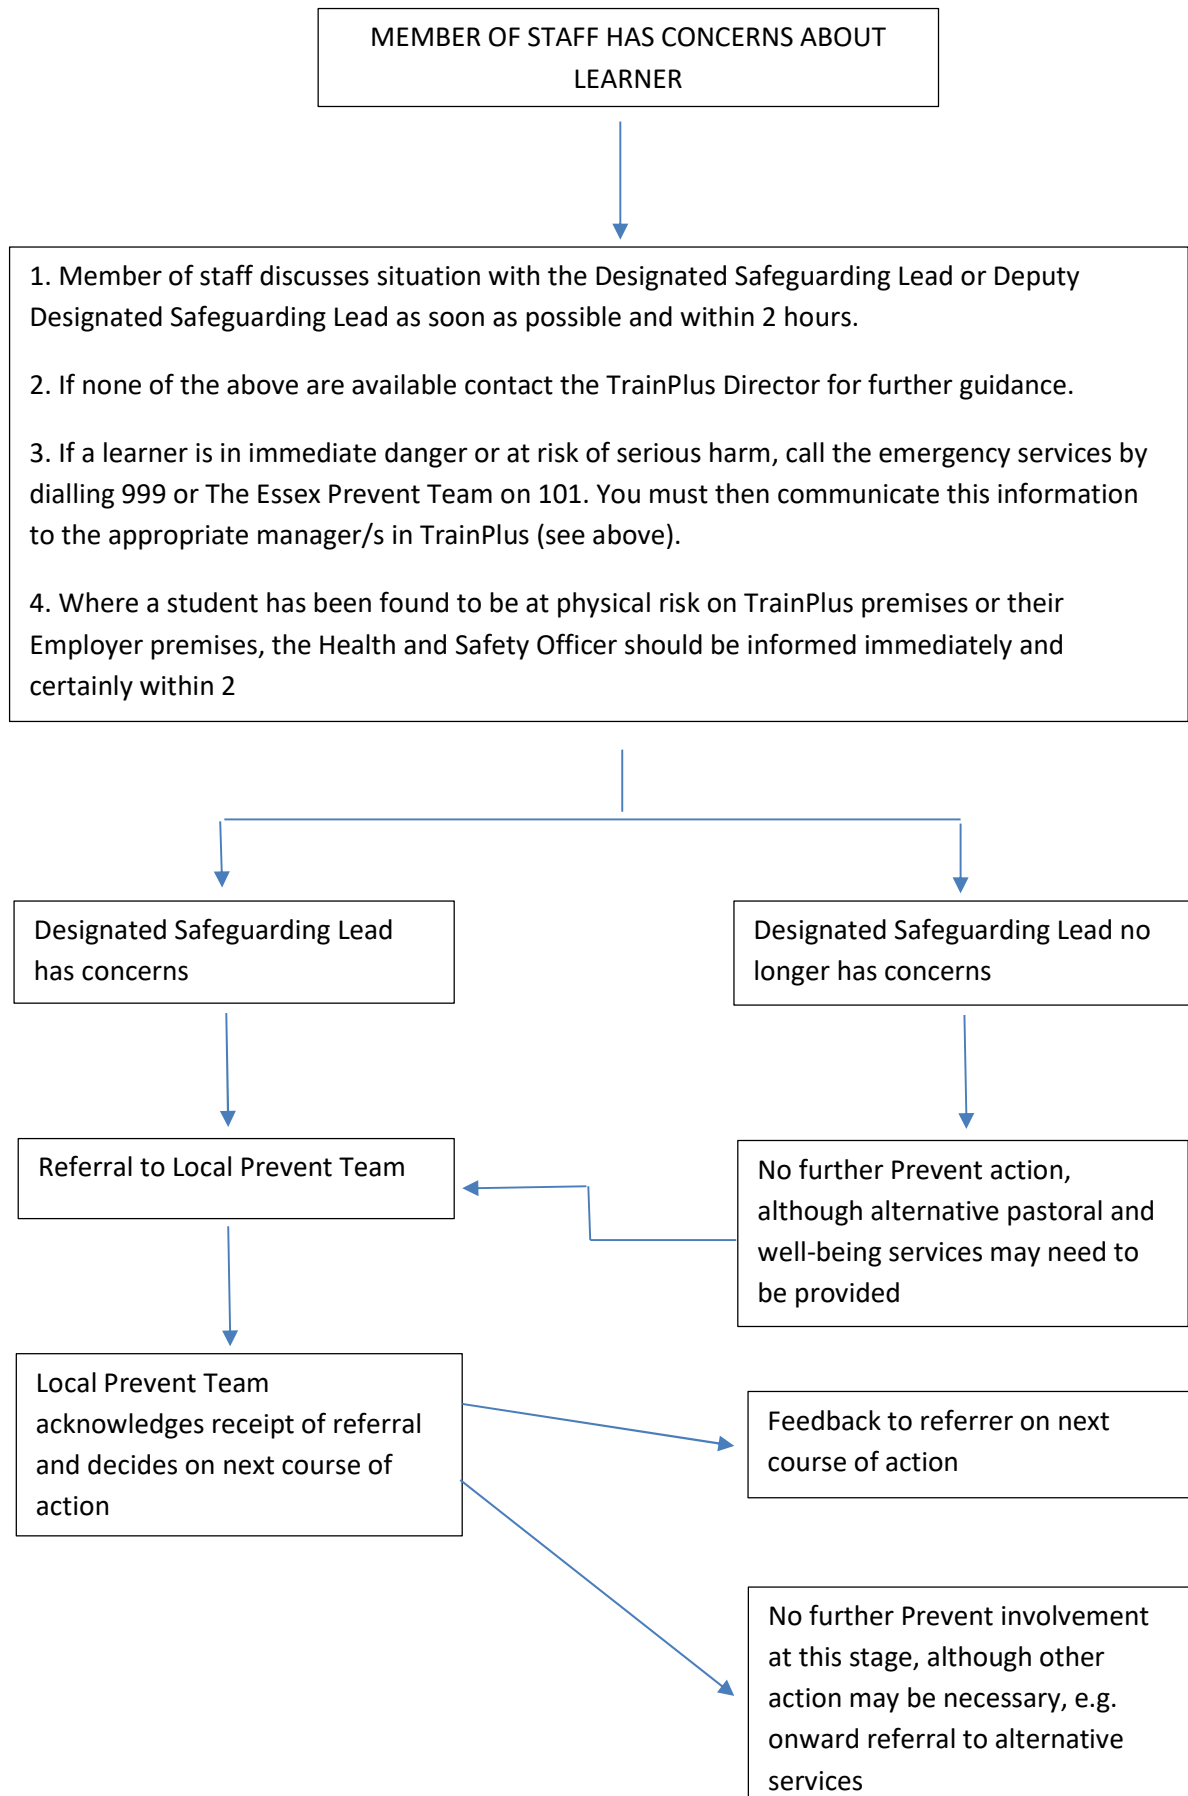 MEMBER OF STAFF HAS CONCERNS ABOUT
LEARNER
1. Member of staff discusses situation with the Designated Safeguarding Lead or Deputy
Designated Safeguarding Lead as soon as possible and within 2 hours.
2. If none of the above are available contact the TrainPlus Director for further guidance.
3. If a learner is in immediate danger or at risk of serious harm, call the emergency services by
dialling 999 or The Essex Prevent Team on 101. You must then communicate this information
to the appropriate manager/s in TrainPlus (see above).
4. Where a student has been found to be at physical risk on TrainPlus premises or their
Employer premises, the Health and Safety Officer should be informed immediately and
certainly within 2
Designated Safeguarding Lead
has concerns
Designated Safeguarding Lead no
longer has concerns
Referral to Local Prevent Team
No further Prevent action,
although alternative pastoral and
well-being services may need to
be provided
Local Prevent Team
acknowledges receipt of referral
and decides on next course of
action
Feedback to referrer on next
course of action
No further Prevent involvement
at this stage, although other
action may be necessary, e.g.
onward referral to alternative
services